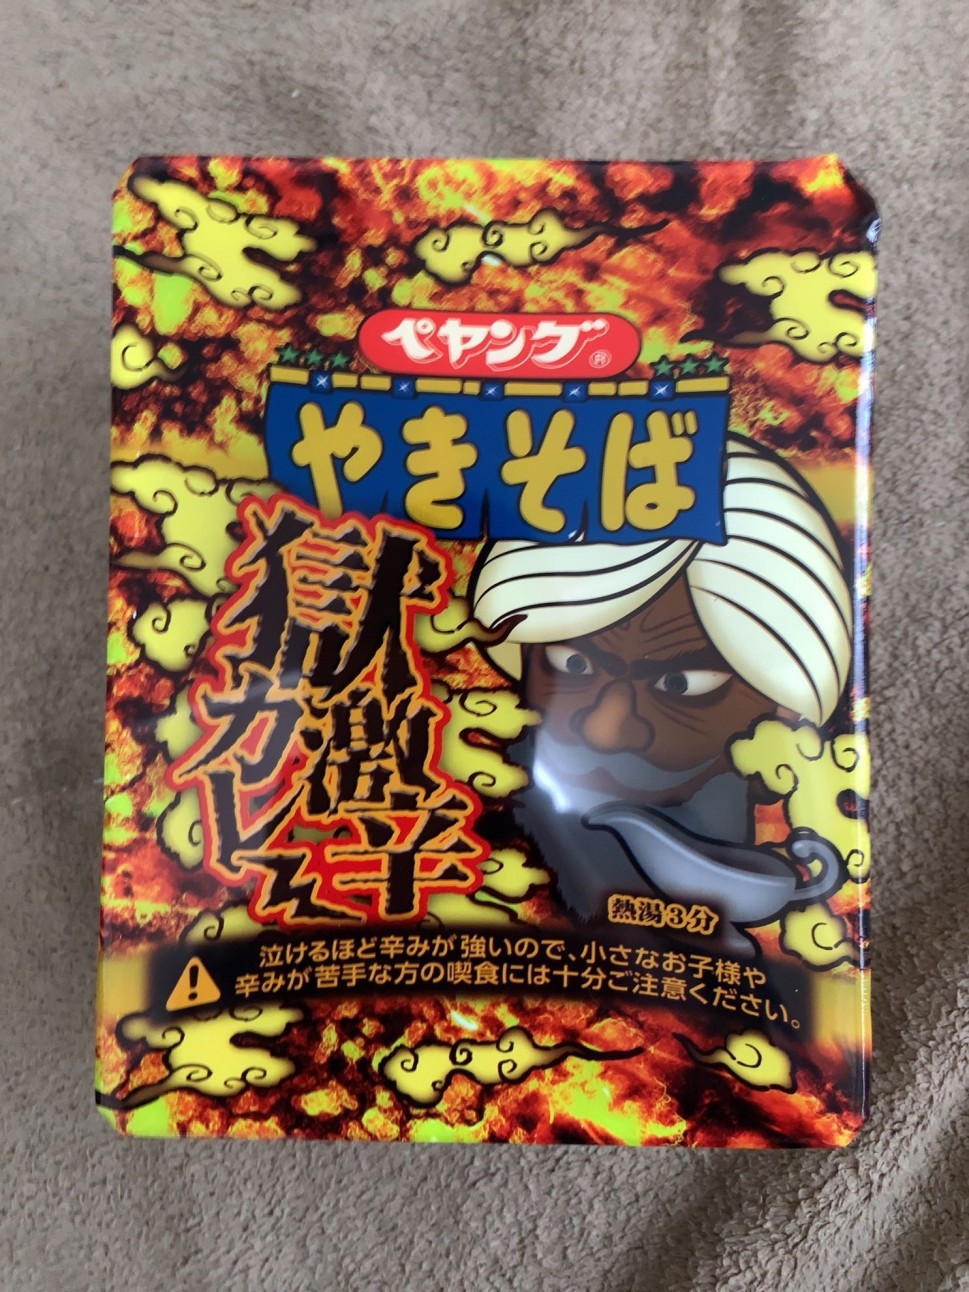 ペヤング®
やきそば
獄激辛
カレー
熱湯3分
泣けるほど辛みが強いので、小さなお子様や
辛みが苦手な方の喫食には十分ご注意ください。